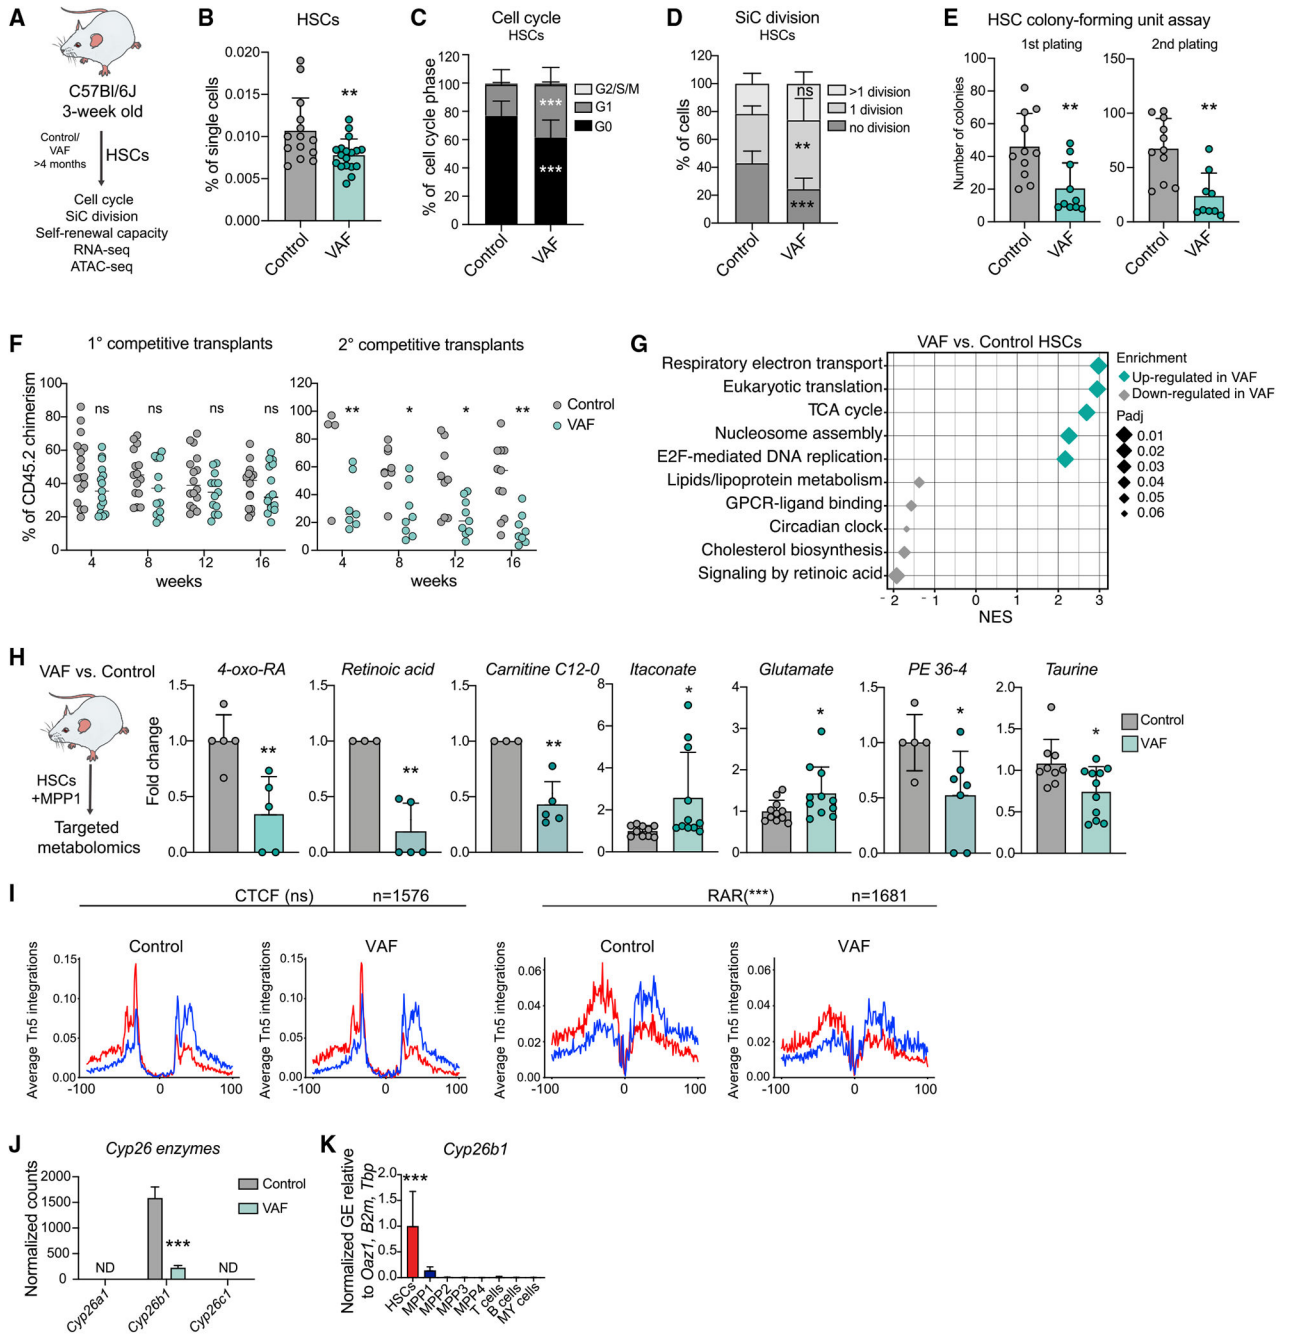 A
C57Bl/6J
3-week old
Control/
VAF
>4 months
HSCs
Cell cycle
SiC division
Self-renewal capacity
RNA-seq
ATAC-seq
B
HSCs
% of single cells
0.020
0.015
0.010
0.005
0.000
**
Control
VAF
C
Cell cycle
HSCs
% of cell cycle phase
120
100
80
60
40
20
0
***
***
G2/S/M
G1
G0
Control
VAF
D
SiC division
HSCs
% of cells
120
100
80
60
40
20
0
ns
**
***
>1 division
1 division
no division
Control
VAF
E
HSC colony-forming unit assay
1st plating
2nd plating
Number of colonies
100
80
60
40
20
0
**
Control
VAF
150
100
50
0
**
Control
VAF
F
1° competitive transplants
2° competitive transplants
% of CD45.2 chimerism
100
80
60
40
20
0
ns
ns
ns
ns
4
8
12
16
weeks
120
100
80
60
40
20
0
**
*
*
**
4
8
12
16
weeks
Control
VAF
G
VAF vs. Control HSCs
Respiratory electron transport
Eukaryotic translation
TCA cycle
Nucleosome assembly
E2F-mediated DNA replication
Lipids/lipoprotein metabolism
GPCR-ligand binding
Circadian clock
Cholesterol biosynthesis
Signaling by retinoic acid
- 2
- 1
0
1
2
3
NES
Enrichment
Up-regulated in VAF
Down-regulated in VAF
Padj
0.01
0.02
0.03
0.04
0.05
0.06
H
VAF vs. Control
HSCs
+MPP1
Targeted
metabolomics
Fold change
4-oxo-RA
1.5
1.0
0.5
0.0
**
Retinoic acid
1.5
1.0
0.5
0.0
**
Carnitine C12-0
1.5
1.0
0.5
0.0
**
Itaconate
8
6
4
2
0
*
Glutamate
4
3
2
1
0
*
PE 36-4
1.5
1.0
0.5
0.0
*
Taurine
2.0
1.5
1.0
0.5
0.0
*
Control
VAF
I
CTCF (ns)
n=1576
RAR(***)
n=1681
Control
Average Tn5 integrations
0.15
0.10
0.05
0.00
-100
0
100
VAF
Average Tn5 integrations
0.15
0.10
0.05
0.00
-100
0
100
Control
Average Tn5 integrations
0.06
0.04
0.02
0.00
-100
0
100
VAF
Average Tn5 integrations
0.06
0.04
0.02
0.00
-100
0
100
J
Cyp26 enzymes
Normalized counts
2000
1500
1000
500
0
ND
***
ND
Cyp26a1
Cyp26b1
Cyp26c1
Control
VAF
K
Cyp26b1
Normalized GE relative
to Oaz1, B2m, Tbp
2.0
1.5
1.0
0.5
0.0
***
HSCs
MPP1
MPP2
MPP3
MPP4
T cells
B cells
MY cells